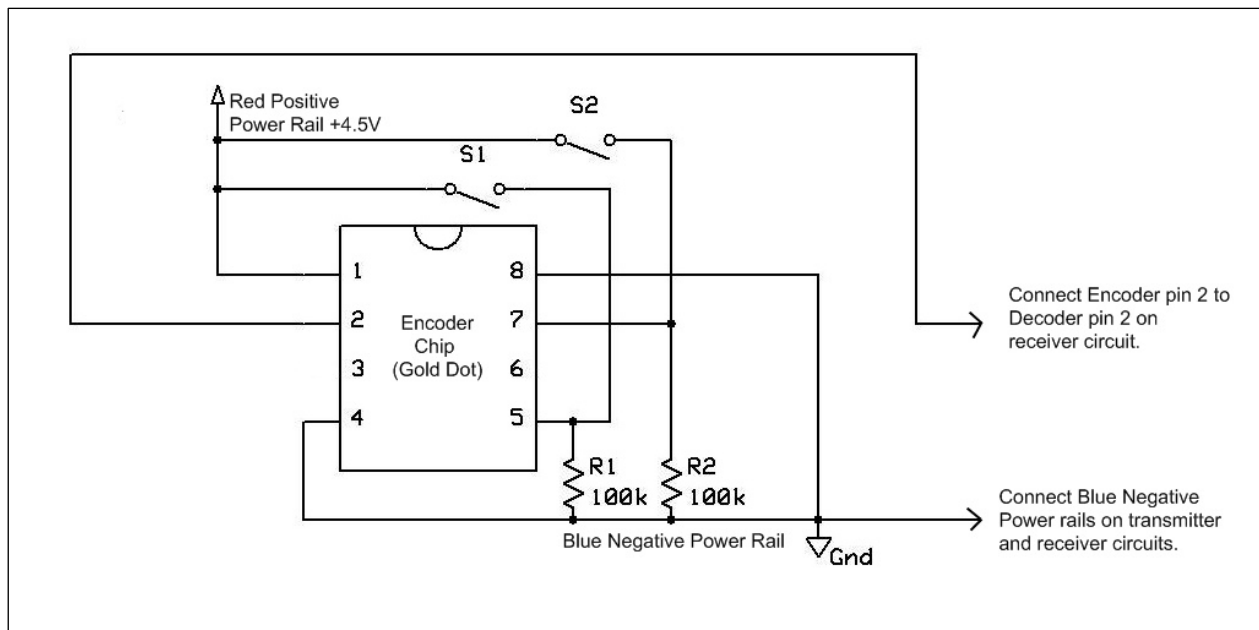 Red Positive
Power Rail +4.5V
S2
S1
1
8
2
Encoder
7
Chip
3
(Gold Dot)
6
4
5
R1
100k
R2
100k
Connect Encoder pin 2 to
Decoder pin 2 on
receiver circuit.
Connect Blue Negative
Power rails on transmitter
and receiver circuits.
Blue Negative Power Rail
Gnd